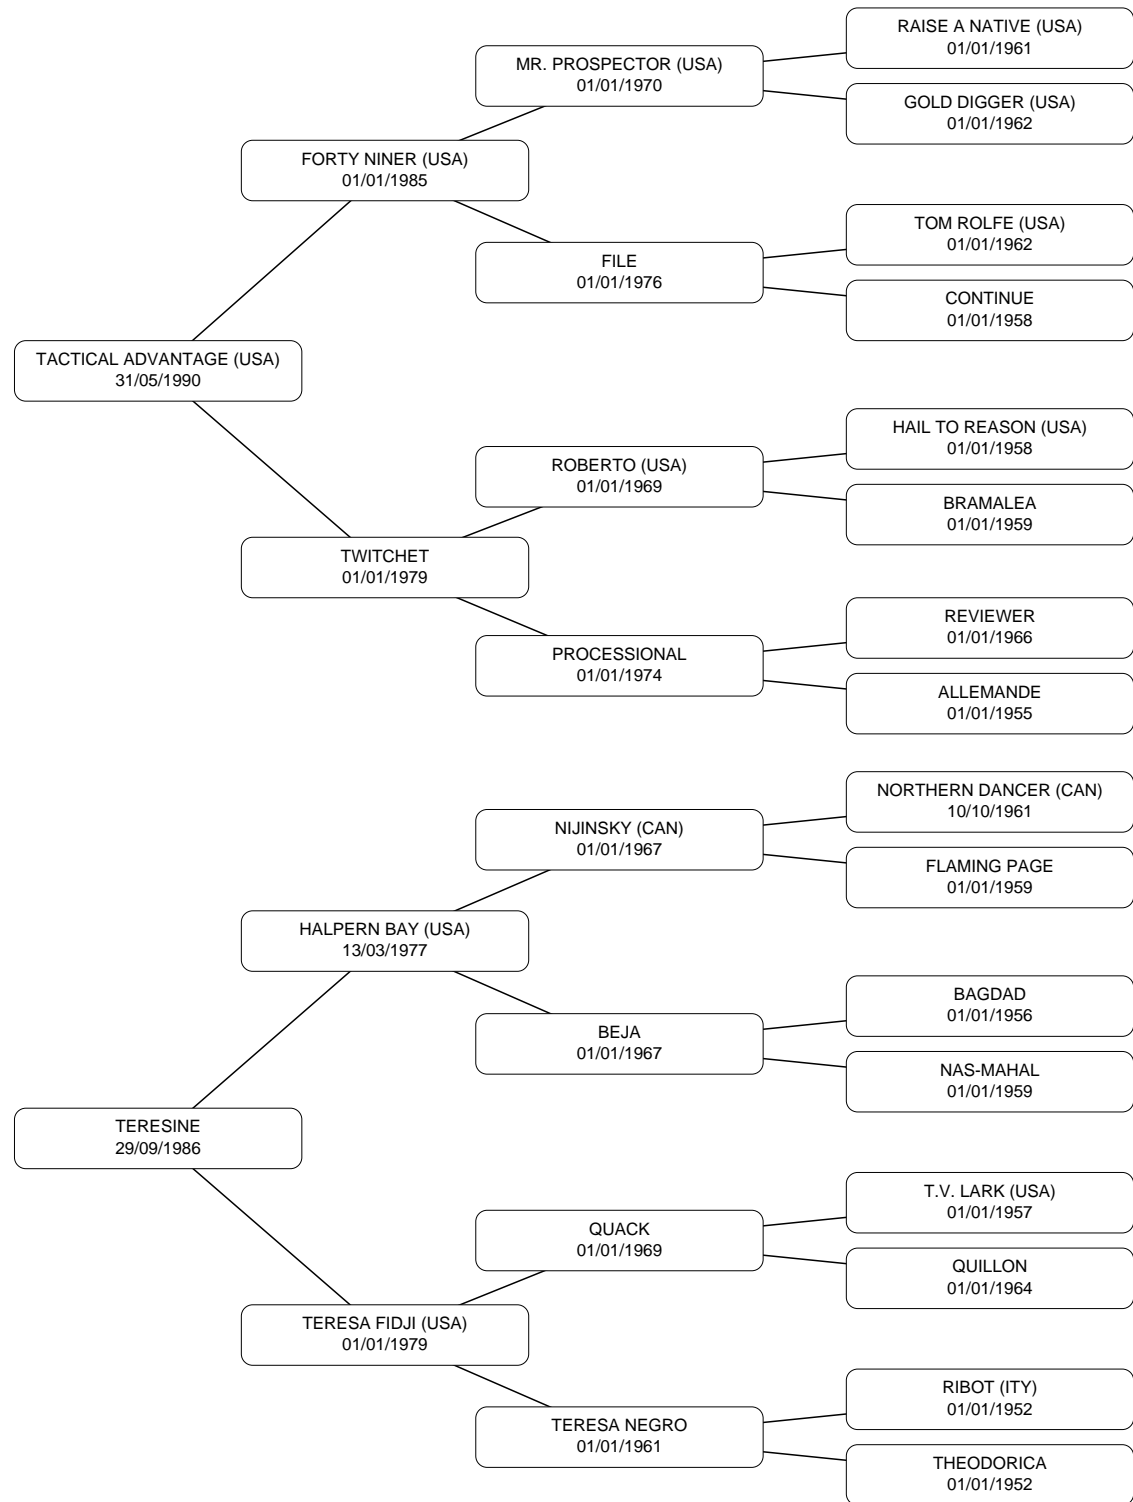 RAISE A NATIVE (USA)
01/01/1961
MR. PROSPECTOR (USA)
01/01/1970
GOLD DIGGER (USA)
01/01/1962
FORTY NINER (USA)
01/01/1985
TOM ROLFE (USA)
01/01/1962
FILE
01/01/1976
CONTINUE
01/01/1958
TACTICAL ADVANTAGE (USA)
31/05/1990
HAIL TO REASON (USA)
01/01/1958
ROBERTO (USA)
01/01/1969
BRAMALEA
01/01/1959
TWITCHET
01/01/1979
REVIEWER
01/01/1966
PROCESSIONAL
01/01/1974
ALLEMANDE
01/01/1955
NORTHERN DANCER (CAN)
10/10/1961
NIJINSKY (CAN)
01/01/1967
FLAMING PAGE
01/01/1959
HALPERN BAY (USA)
13/03/1977
BAGDAD
01/01/1956
BEJA
01/01/1967
NAS-MAHAL
01/01/1959
TERESINE
29/09/1986
T.V. LARK (USA)
01/01/1957
QUACK
01/01/1969
QUILLON
01/01/1964
TERESA FIDJI (USA)
01/01/1979
RIBOT (ITY)
01/01/1952
TERESA NEGRO
01/01/1961
THEODORICA
01/01/1952